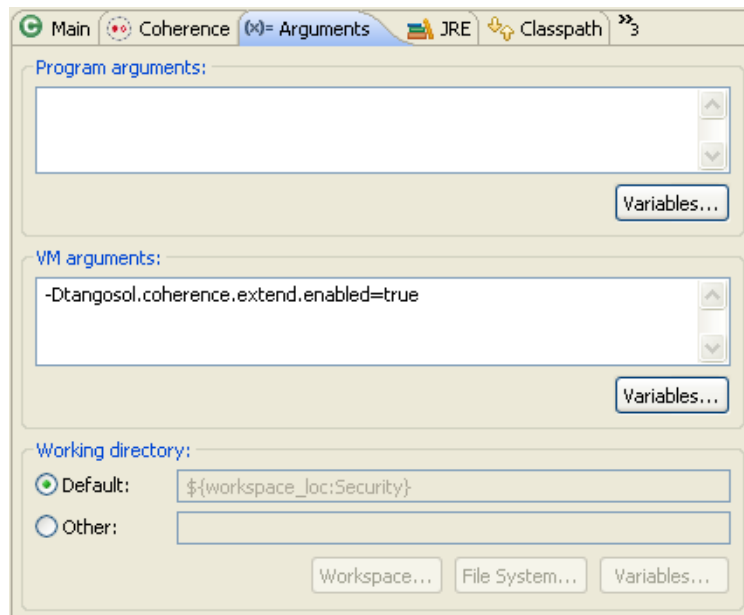 Main Coherence (x)= Arguments JRE Classpath »3
Program arguments:
Variables...
VM arguments:
-Dtangosol.coherence.extend.enabled=true
Variables...
Working directory:
Default: ${workspace_loc:Security}
Other:
Workspace... File System... Variables...